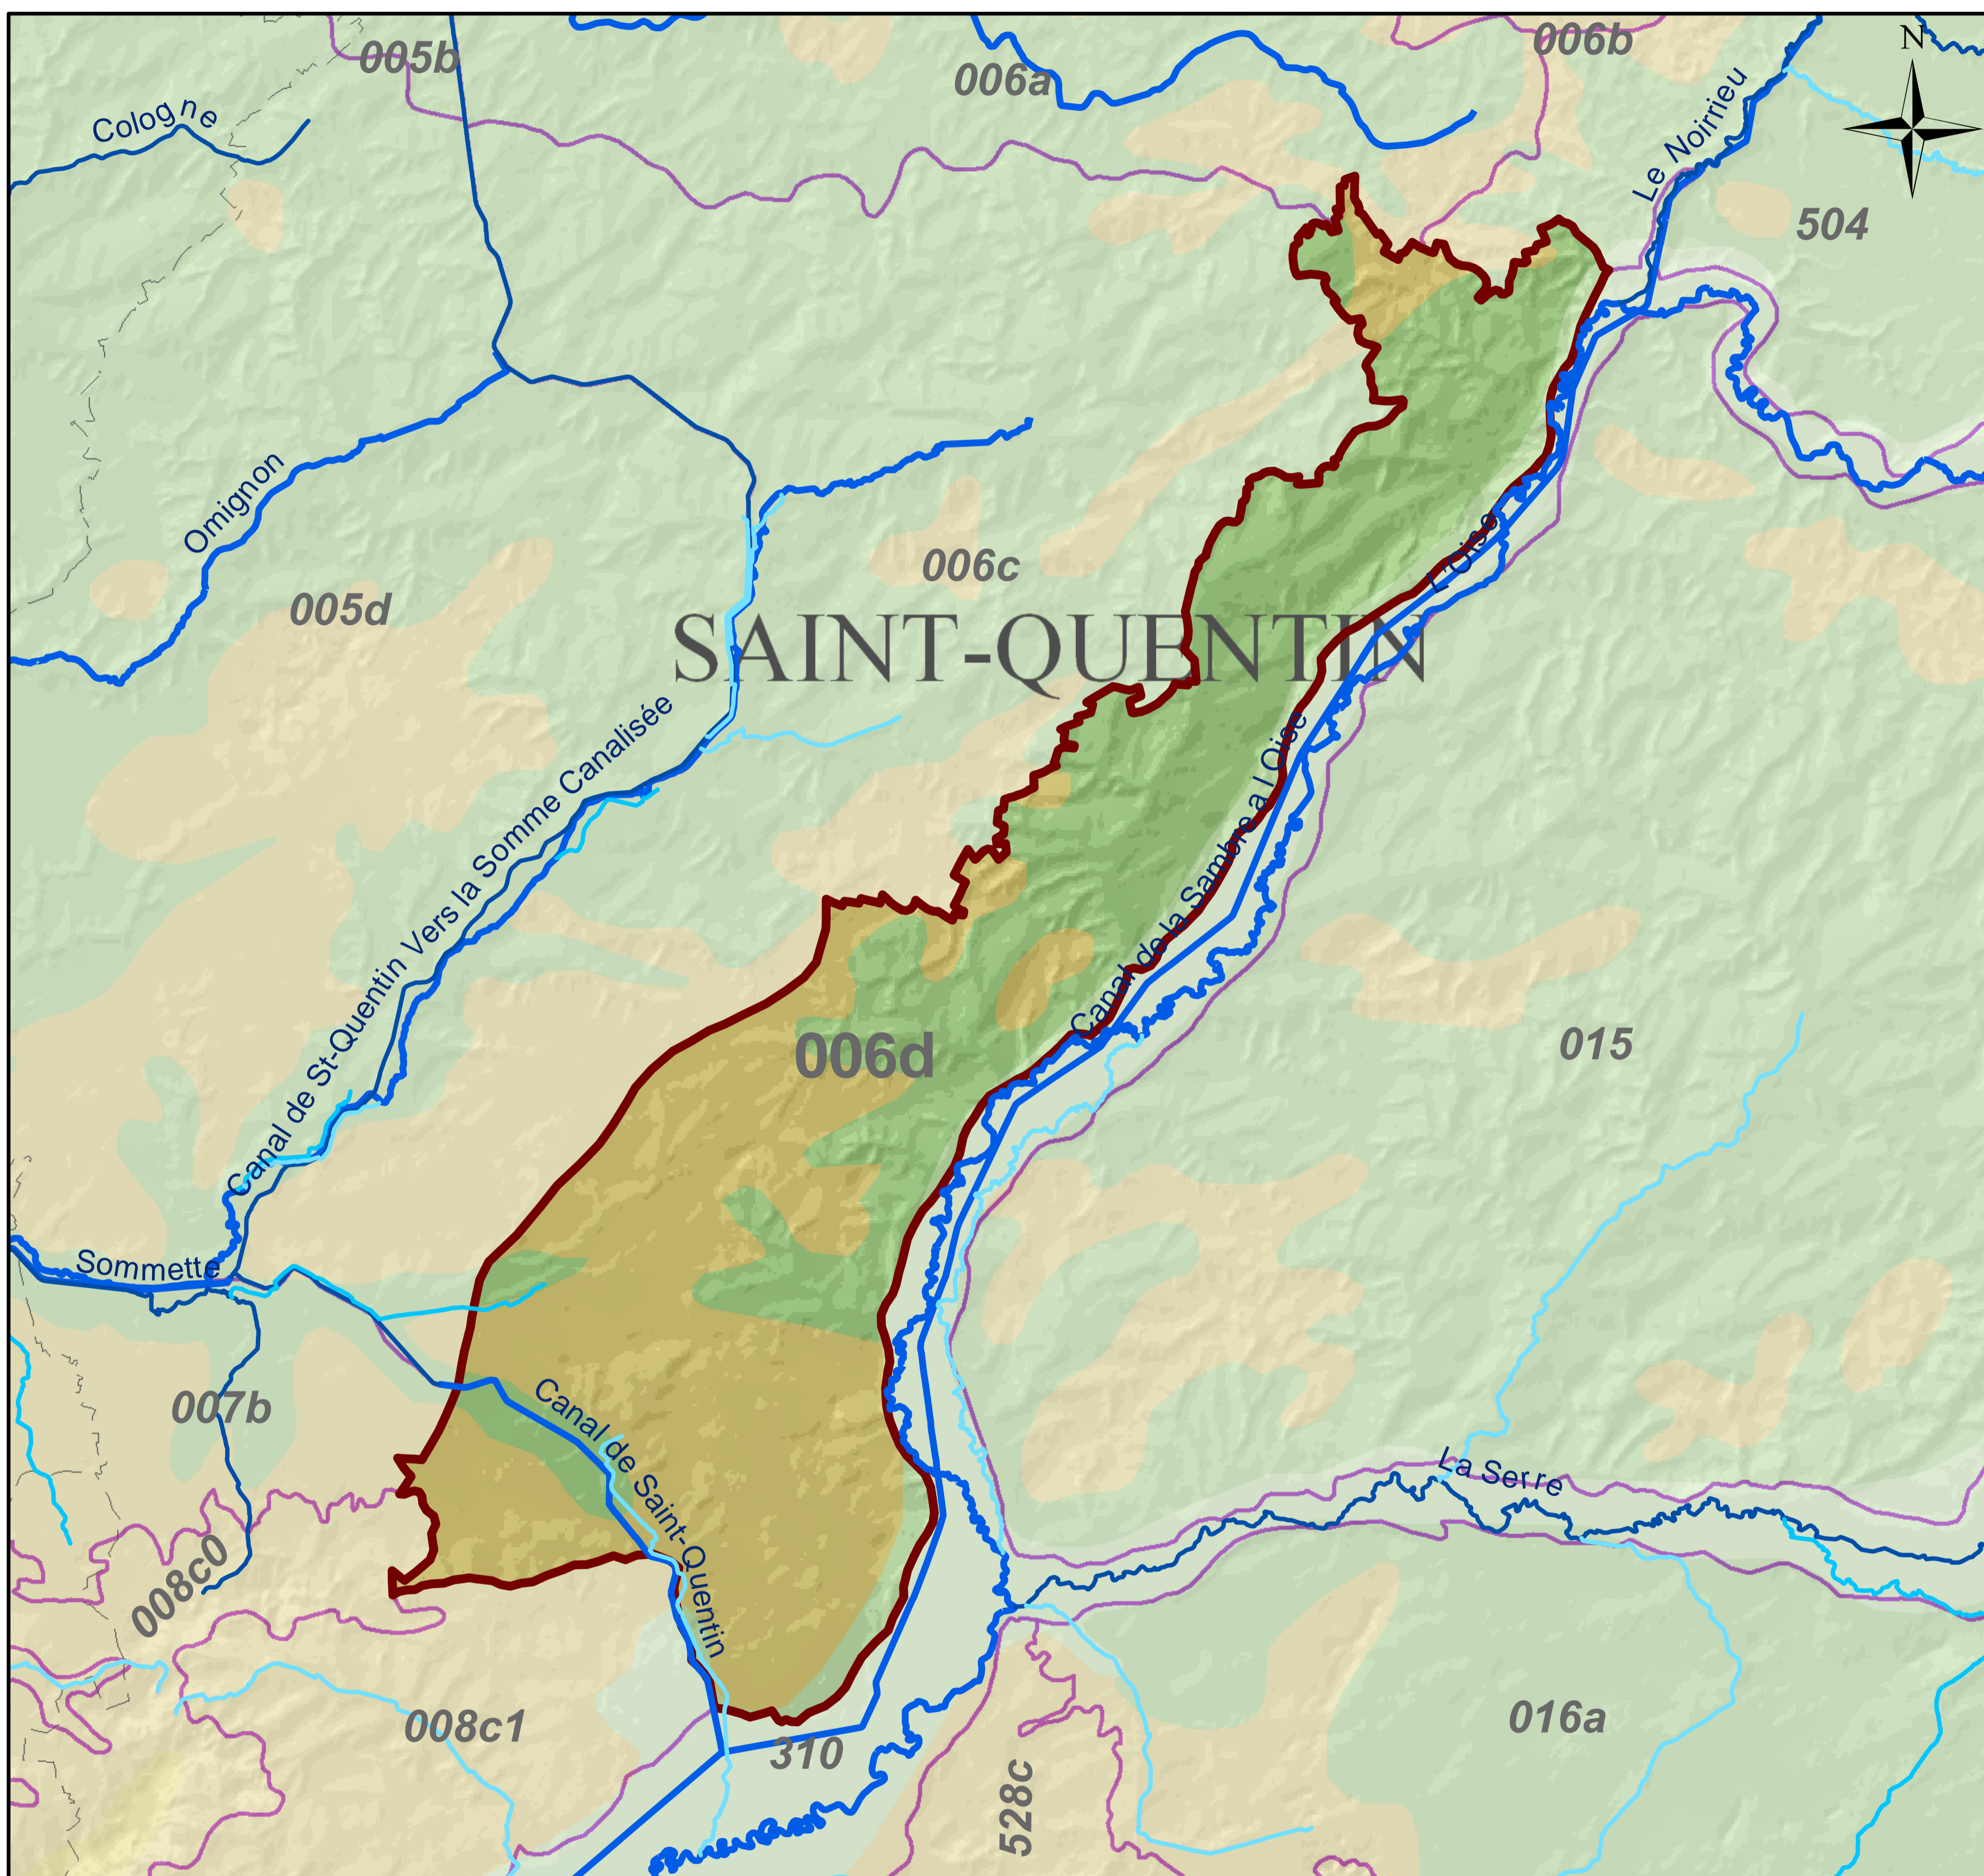 005b
006a
006b
N
Cologne
Le Noirrieu
504
Omignon
006c
L'Oise
005d
SAINT-QUENTIN
Canal de St-Quentin Vers la Somme Canalisée
Canal de la Sambre a l Oise
006d
015
Sommette
007b
Canal de Saint-Quentin
La Serre
008c0
008c1
310
528c
016a